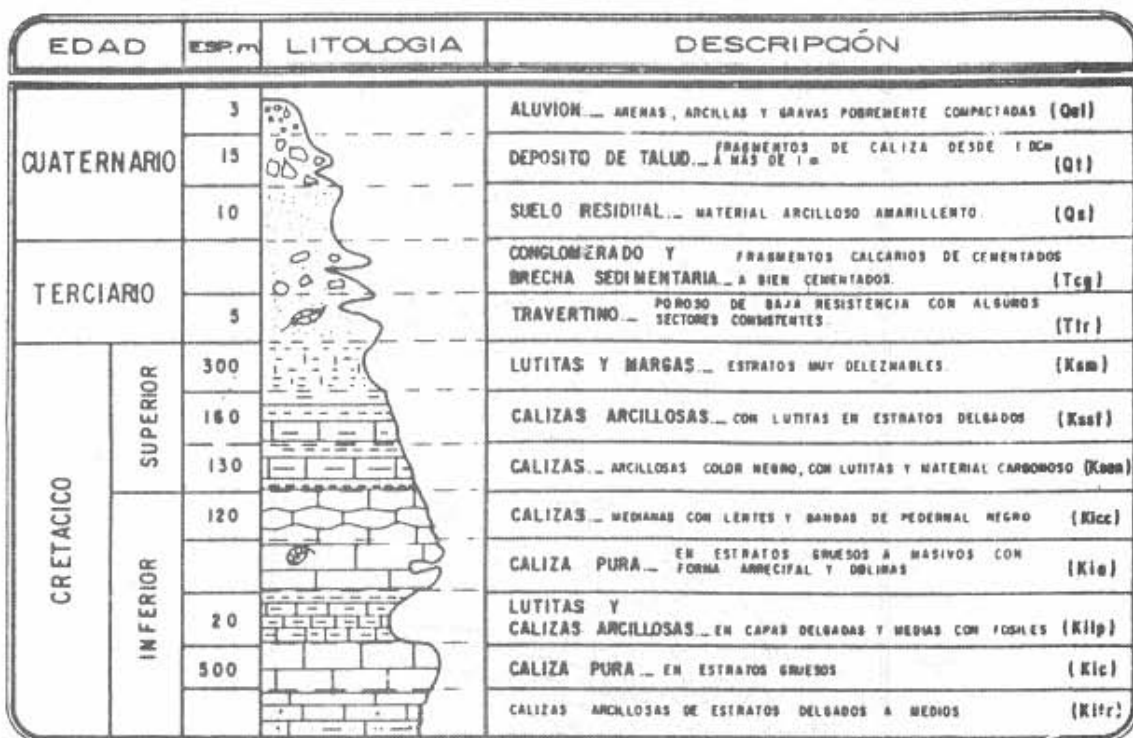 EDAD ESP. m LITOLOGIA DESCRIPCIÓN
CUATERNARIO
3 ALUVION._ ARENAS, ARCILLAS Y GRAVAS POBREMENTE COMPACTADAS (Qal)
15 DEPOSITO DE TALUD._ FRAGMENTOS DE CALIZA DESDE 1 DCm
A MÁS DE 1 m (Qt)
10 SUELO RESIDUAL._ MATERIAL ARCILLOSO AMARILLENTO. (Qs)
TERCIARIO
CONGLOMERADO Y FRAGMENTOS CALCARIOS DE CEMENTADOS
BRECHA SEDIMENTARIA._ A BIEN CEMENTADOS. (Tcg)
5 TRAVERTINO._ POROSO DE BAJA RESISTENCIA CON ALGUNOS
SECTORES CONSISTENTES. (Ttr)
CRETACICO
SUPERIOR
300 LUTITAS Y MARGAS._ ESTRATOS MUY DELEZNABLES. (Ksm)
160 CALIZAS ARCILLOSAS._ CON LUTITAS EN ESTRATOS DELGADOS (Kssf)
130 CALIZAS._ ARCILLOSAS COLOR NEGRO, CON LUTITAS Y MATERIAL CARBONOSO
INFERIOR
120 CALIZAS._ MEDIANAS CON LENTES Y BANDAS DE PEDERNAL NEGRO (Kicc)
CALIZA PURA._ EN ESTRATOS GRUESOS A MASIVOS CON
FORMA ARRECIFAL Y OOLIMAS (Kia)
20 LUTITAS Y
CALIZAS ARCILLOSAS._ EN CAPAS DELGADAS Y MEDIAS CON FOSILES (Kilp)
500 CALIZA PURA._ EN ESTRATOS GRUESOS (Kic)
CALIZAS ARCILLOSAS DE ESTRATOS DELGADOS A MEDIOS (Kitr)